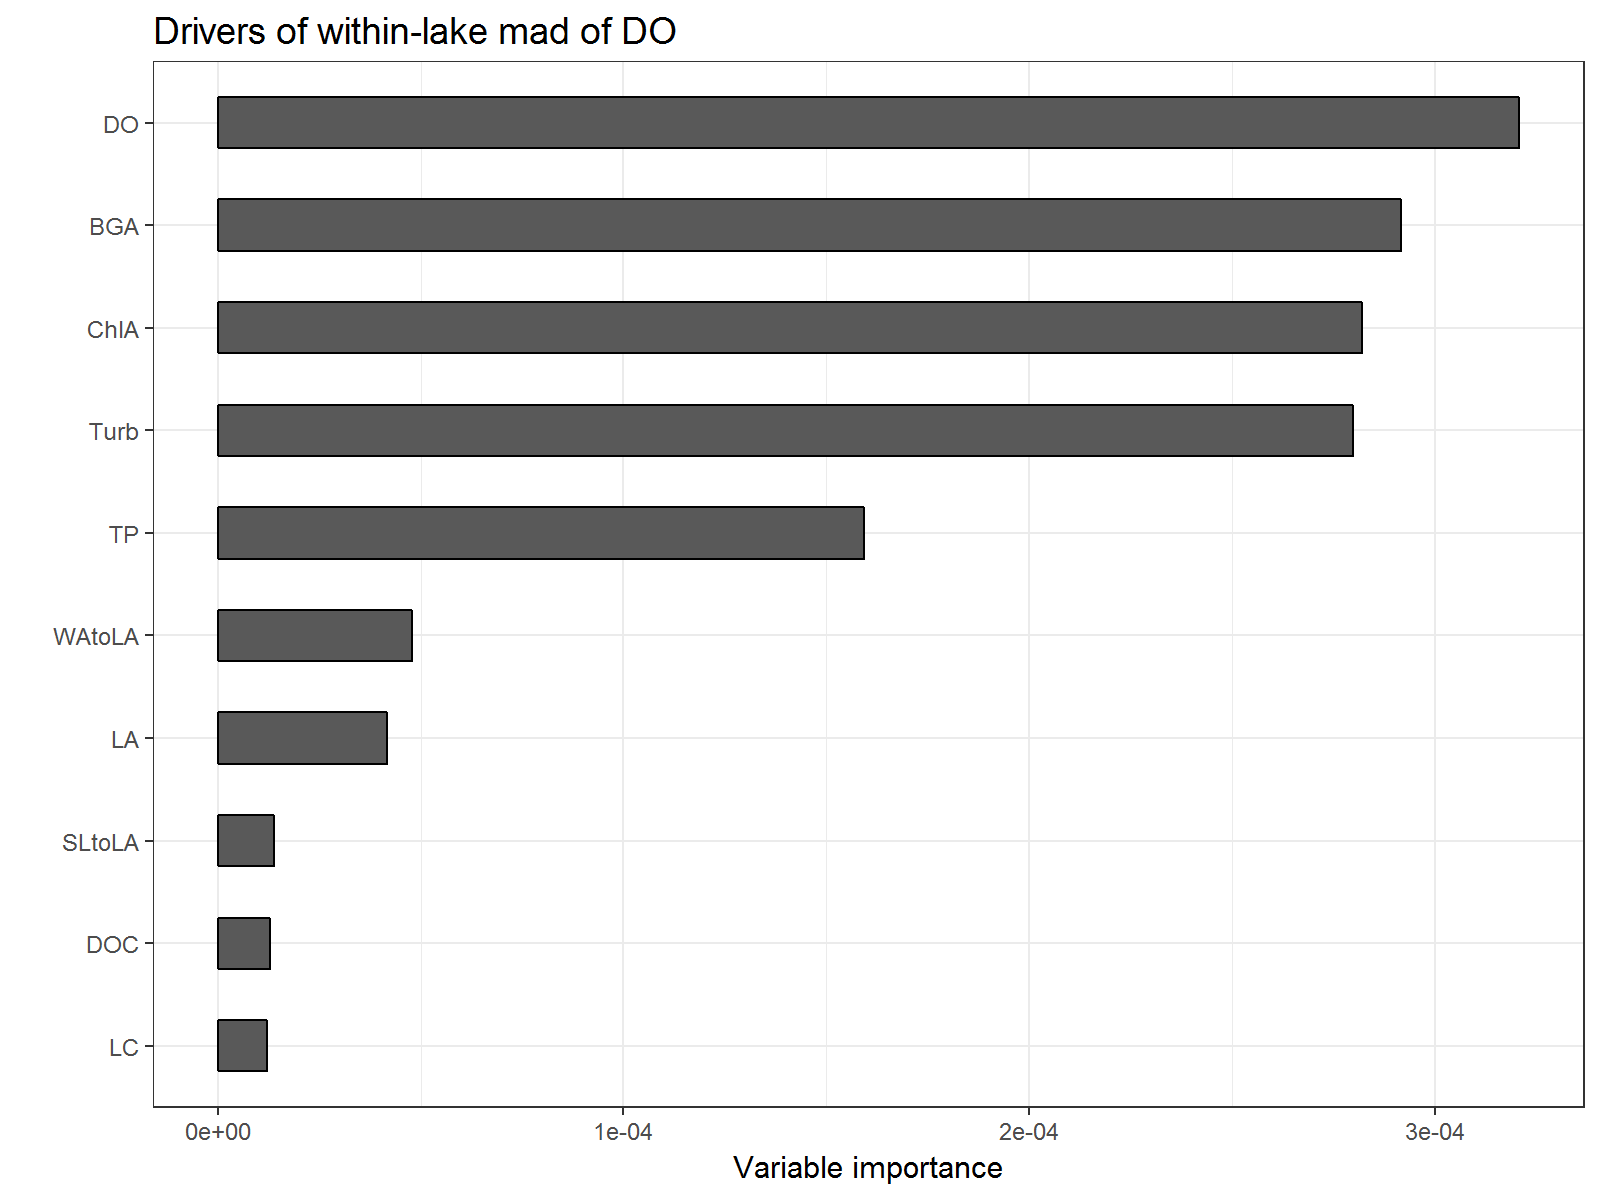 Drivers of within-lake mad of DO
DO
BGA
ChlA
Turb
TP
WAtoLA
LA
SLtoLA
DOC
LC
0e+00 1e-04 2e-04 3e-04
Variable importance